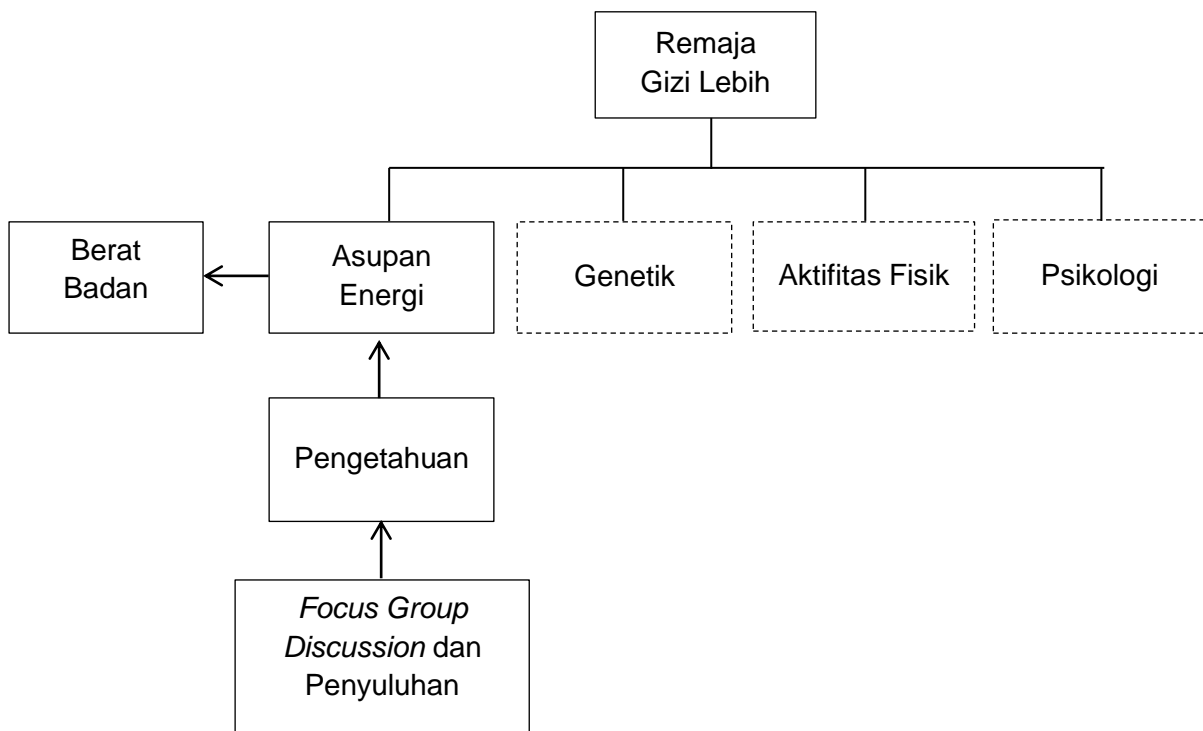 Remaja
Gizi Lebih
Berat
Badan
Asupan
Energi
Genetik
Aktifitas Fisik
Psikologi
Pengetahuan
Focus Group
Discussion dan
Penyuluhan